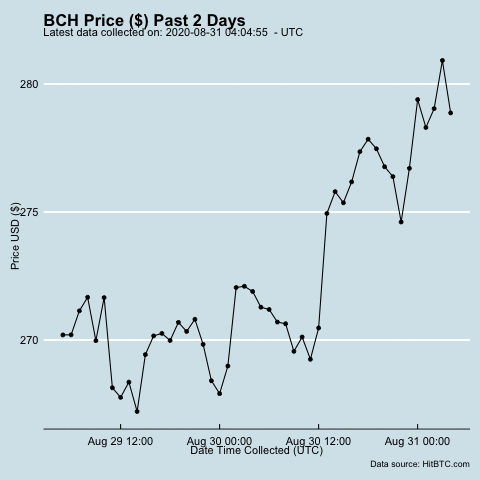 BCH Price ($) Past 2 Days
Latest data collected on: 2020-08-31 04:04:55 - UTC
280
275
270
Price USD ($)
Aug 29 12:00 Aug 30 00:00 Aug 30 12:00 Aug 31 00:00
Date Time Collected (UTC)
Data source: HitBTC.com